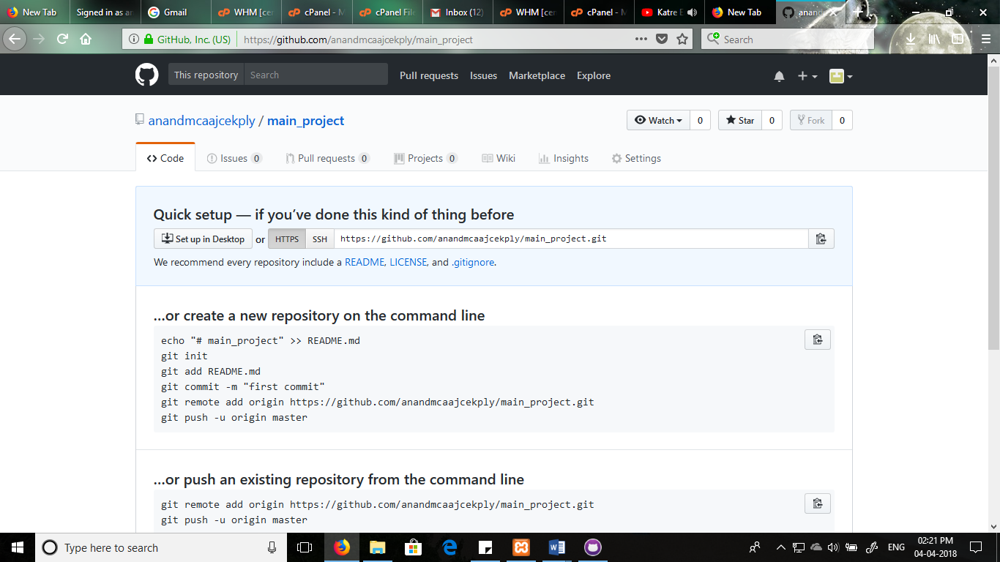 New Tab
Signed in as ar
Gmail
WHM [cer
cPanel - M
cPanel File
Inbox (12)
WHM [cer
cPanel - M
Katre E
New Tab
anand
GitHub, Inc. (US)
https://github.com/anandmcaajcekply/main_project
Search
This repository
Search
Pull requests
Issues
Marketplace
Explore
anandmcaajcekply / main_project
Watch
0
Star
0
Fork
0
Code
Issues 0
Pull requests 0
Projects 0
Wiki
Insights
Settings
Quick setup — if you’ve done this kind of thing before
Set up in Desktop
or
HTTPS
SSH
https://github.com/anandmcaajcekply/main_project.git
We recommend every repository include a README, LICENSE, and .gitignore.
…or create a new repository on the command line
echo "# main_project" >> README.md
git init
git add README.md
git commit -m "first commit"
git remote add origin https://github.com/anandmcaajcekply/main_project.git
git push -u origin master
…or push an existing repository from the command line
git remote add origin https://github.com/anandmcaajcekply/main_project.git
git push -u origin master
Type here to search
ENG
02:21 PM
04-04-2018